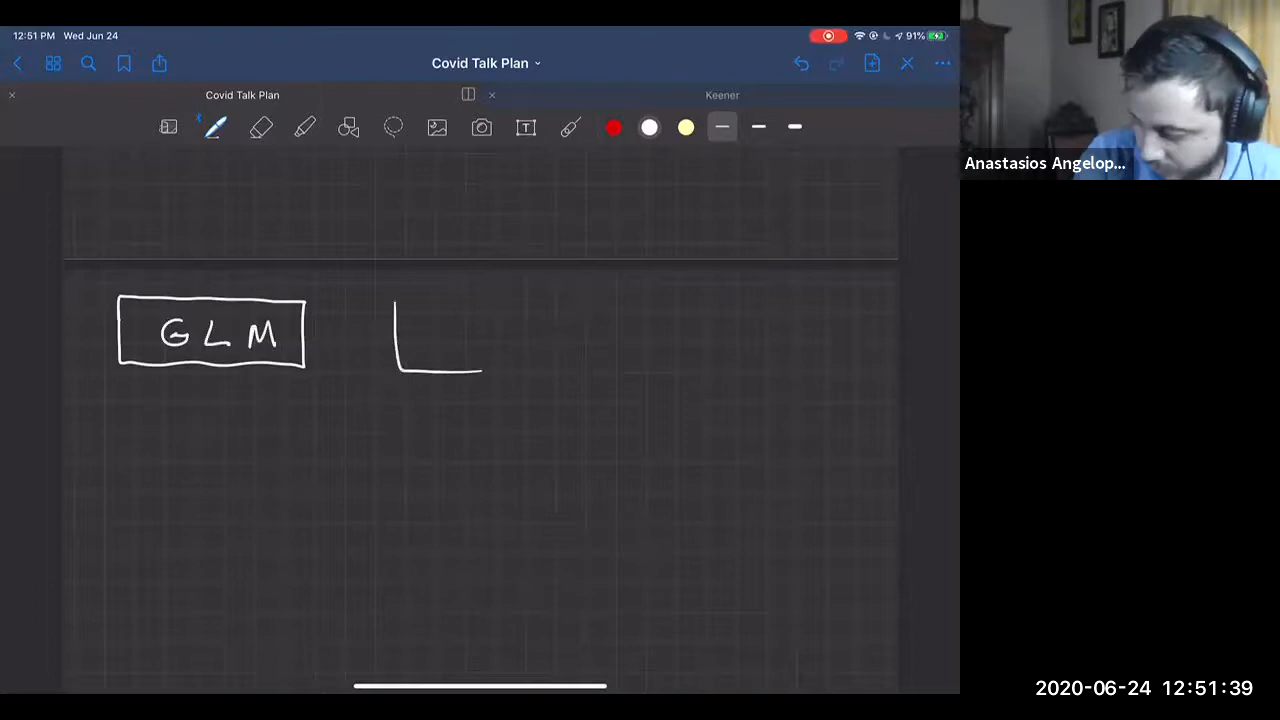 12:51 PM Wed Jun 24
91%
Covid Talk Plan
Covid Talk Plan
Keener
T
Anastasios Angelop...
GLM
2020-06-24 12:51:39